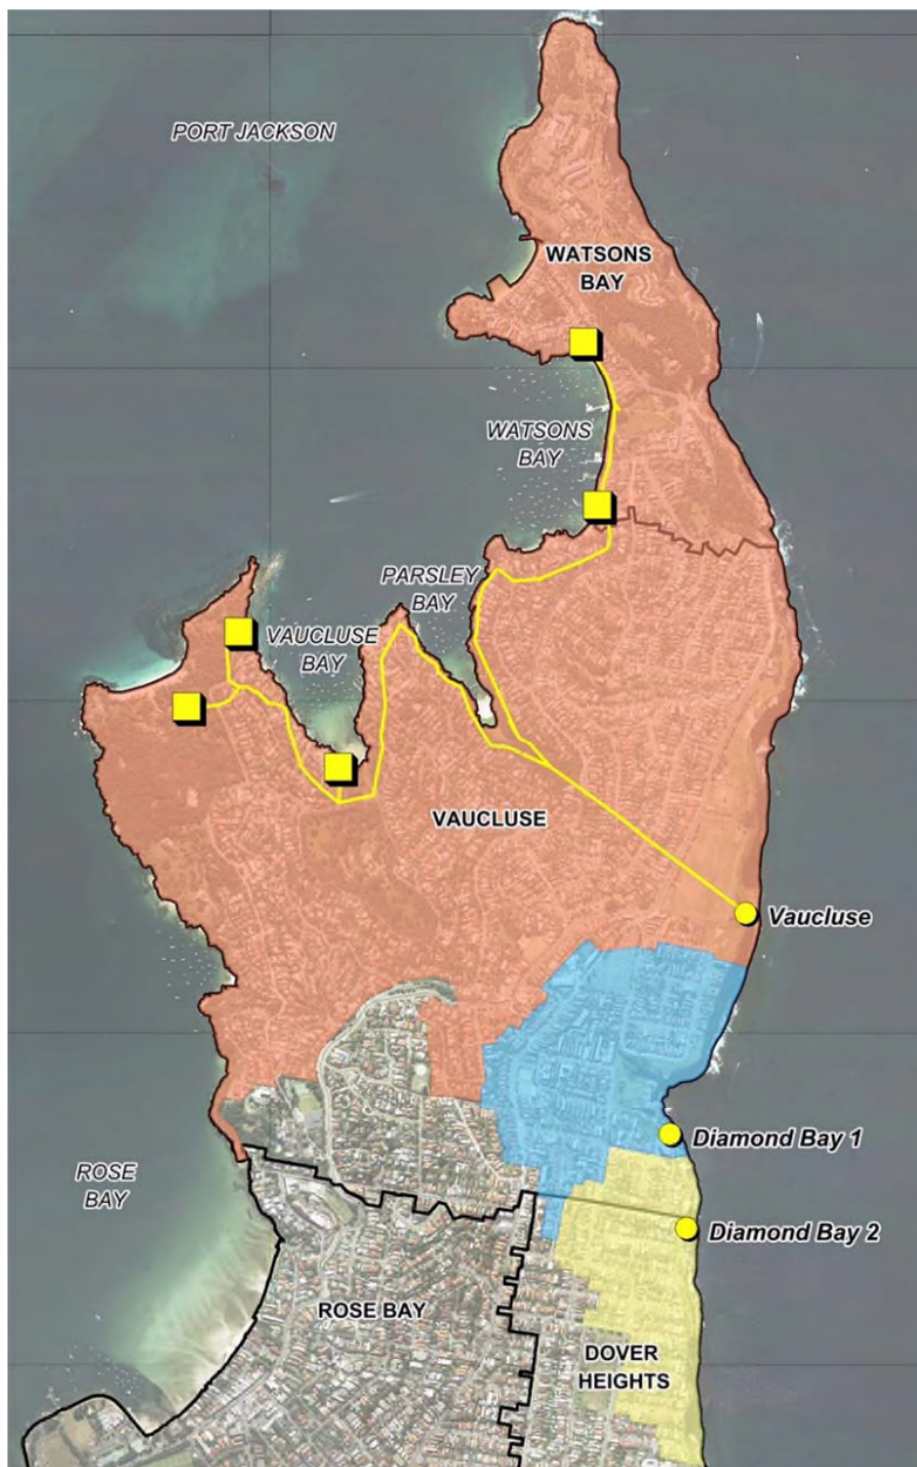 PORT JACKSON
WATSONS
BAY
WATSONS
BAY
PARSLEY
BAY
VAUCLUSE
BAY
VAUCLUSE
Vaucluse
Diamond Bay 1
ROSE
BAY
Diamond Bay 2
ROSE BAY
DOVER
HEIGHTS